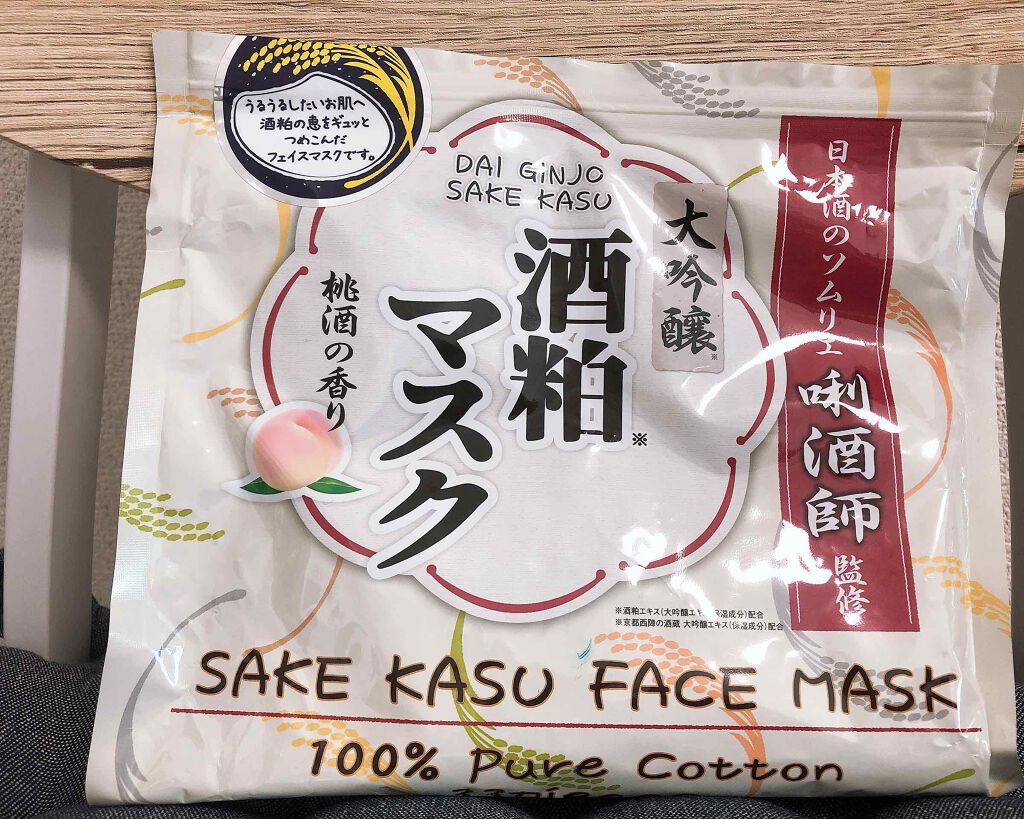 うるうるしたいお肌へ
酒粕の恵をギュッと
つめこんだ
フェイスマスクです。
DAI GiNJO
SAKE KASU
大吟醸※
酒粕※
マスク
桃酒の香り
日本酒のソムリエ 唎酒師 監修
※酒粕エキス(大吟醸エキ 保湿成分)配合
※京都西陣の酒蔵 大吟醸エキス(保湿成分)配合
SAKE KASU FACE MASK
100% Pure Cotton